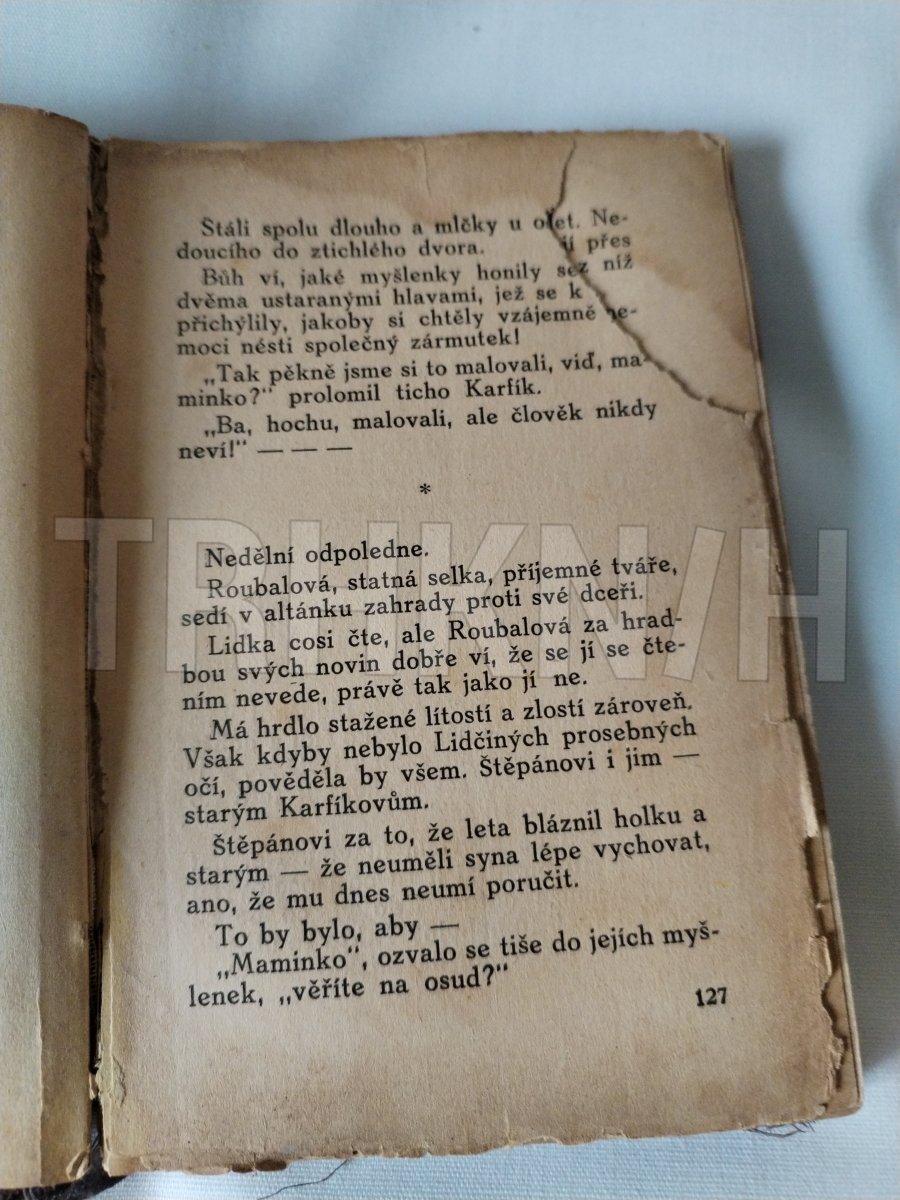 Stáli spolu dlouho a mlčky u Ne-
doucího do ztichlého dvora. přes
Bůh ví, jaké myšlenky honily se níž
dvěma ustaranými hlavami, jež se k
přichýlily, jakoby si chtěly vzájemně
moci nésti společný zármutek!
„Tak pěkně jsme si to malovali, viď, ma-
minko?“ prolomil ticho Karfík.
„Ba, hochu, malovali, ale člověk nikdy
neví!“ — — —
*
Nedělní odpoledne.
Roubalová, statná selka, příjemné tváře,
sedí v altánku zahrady proti své dceři.
Lidka cosi čte, ale Roubalová za hrad-
bou svých novin dobře ví, že se jí se čte-
ním nevede, právě tak jako jí ne.
Má hrdlo stažené lítostí a zlostí zároveň.
Však kdyby nebylo Lidčiných prosebných
očí, pověděla by všem. Štěpánovi i jim —
starým Karfíkovům.
Štěpánovi za to, že leta bláznil holku a
starým — že neuměli syna lépe vychovat,
ano, že mu dnes neumí poručit.
To by bylo, aby —
„Maminko“, ozvalo se tiše do jejích myš-
lenek, „věříte na osud?“
127